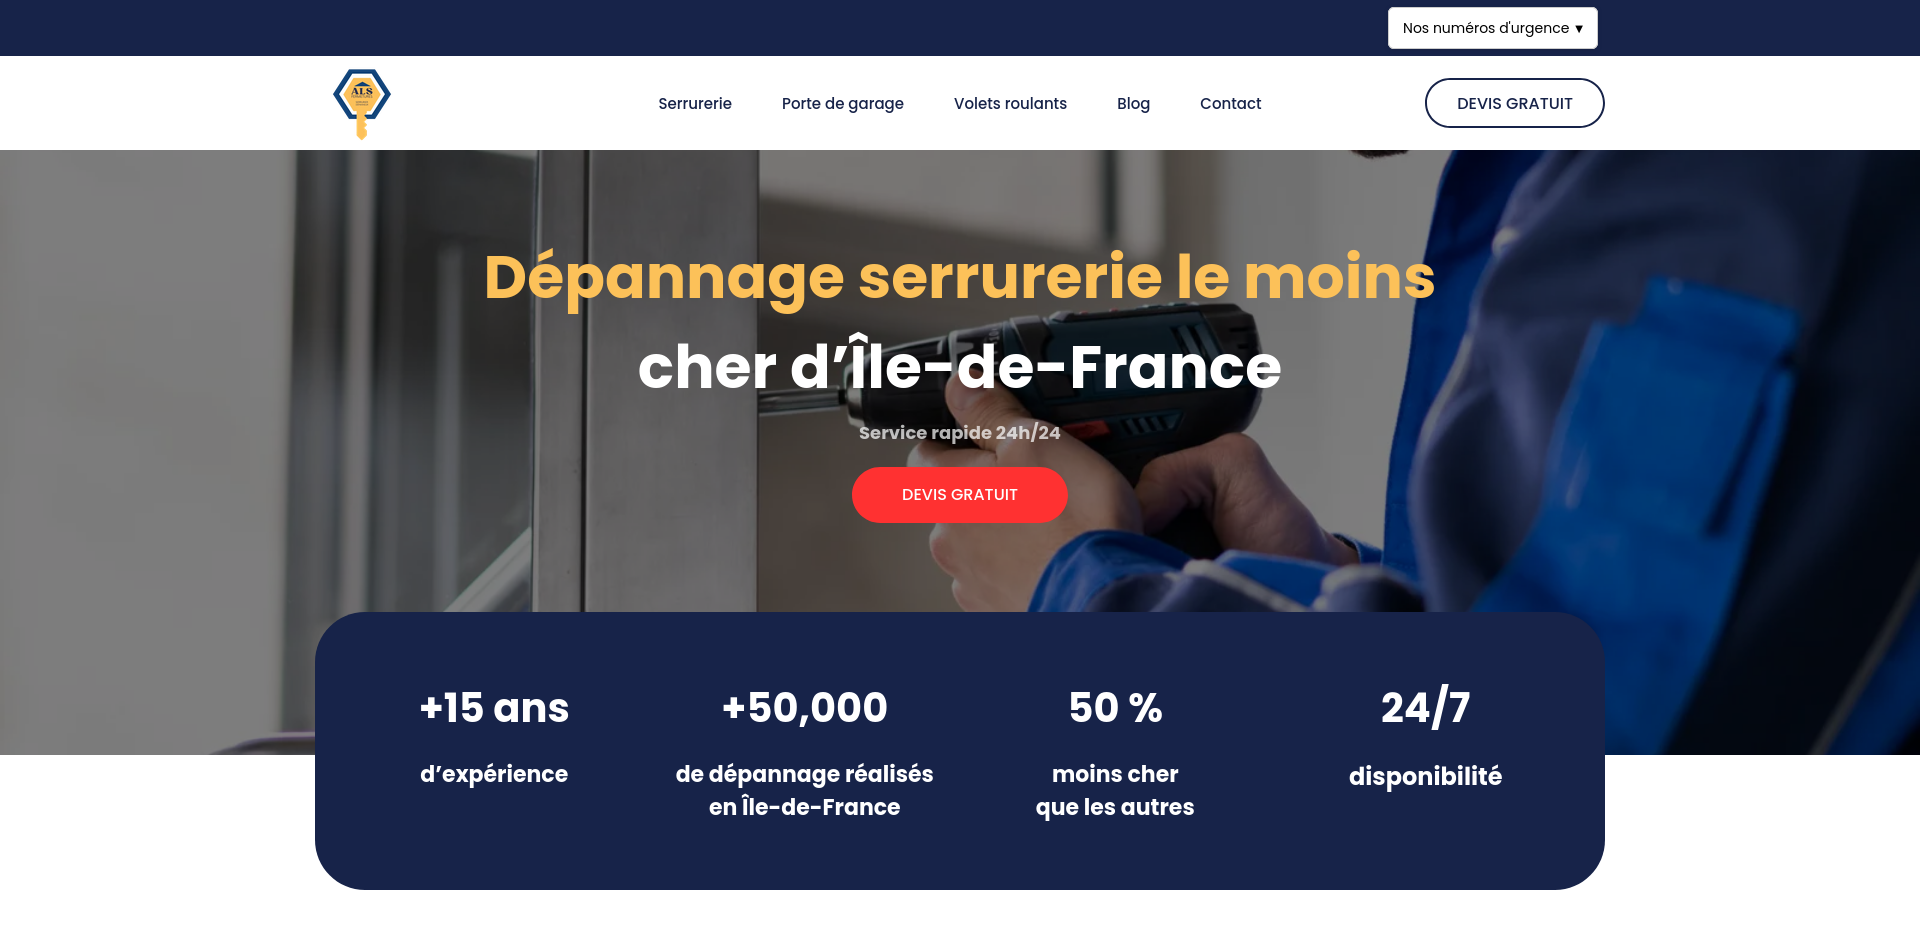 Nos numéros d'urgence ▼
ALS
Serrurerie
Porte de garage
Volets roulants
Blog
Contact
DEVIS GRATUIT
Dépannage serrurerie le moins
cher d’Île-de-France
Service rapide 24h/24
DEVIS GRATUIT
+15 ans
d’expérience
+50,000
de dépannage réalisés
en Île-de-France
50 %
moins cher
que les autres
24/7
disponibilité